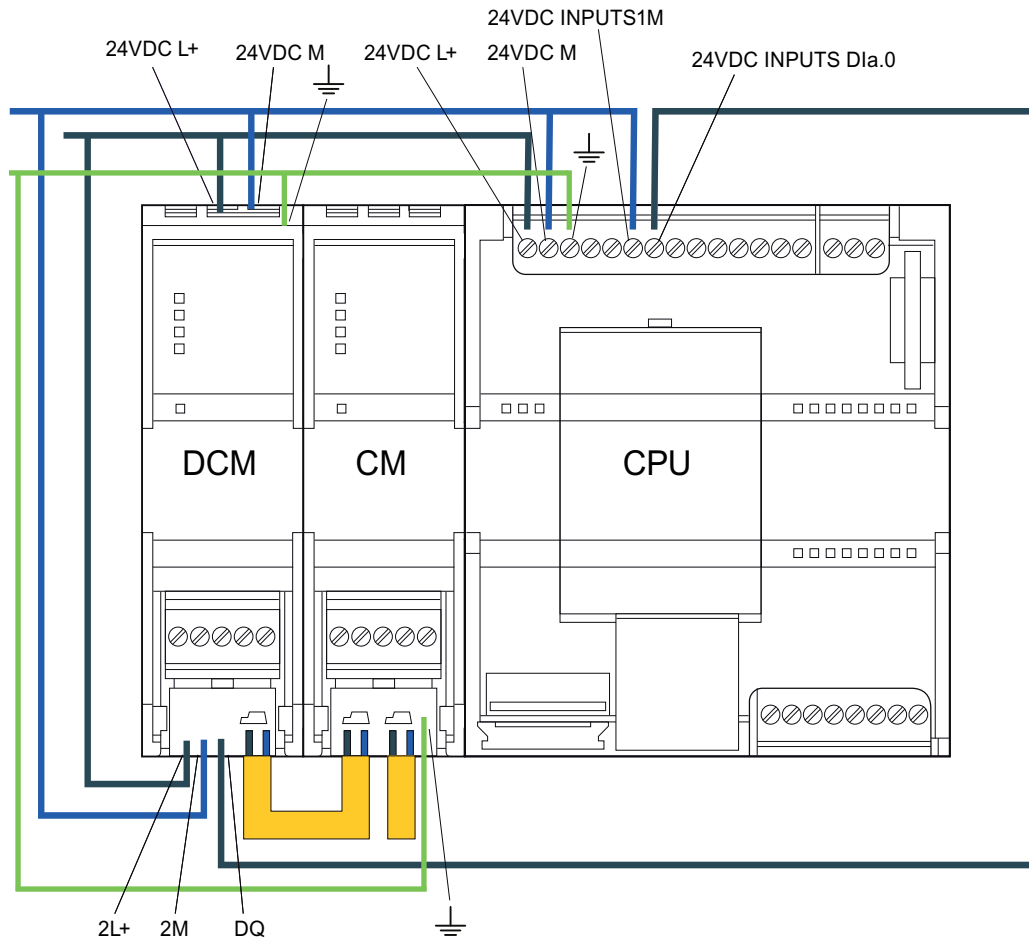 24VDC INPUTS1M
24VDC L+
24VDC M
24VDC L+
24VDC M
24VDC INPUTS DIa.0
DCM
CM
CPU
2L+
2M
DQ